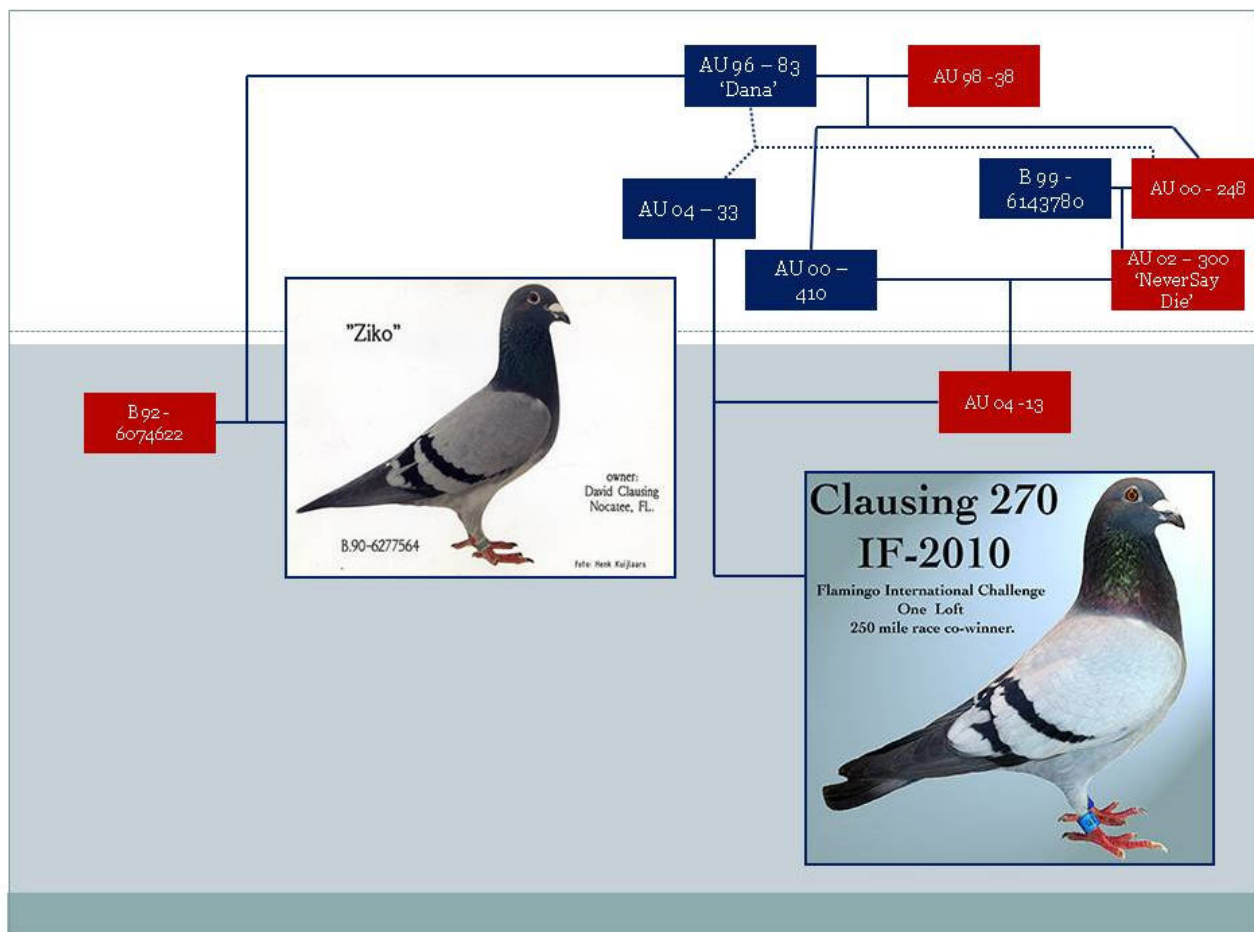 AU 96 – 83
‘Dana’
AU 98 -38
B 99 -
6143780
AU 00 - 248
AU 04 – 33
AU 00 –
410
AU 02 – 300
‘NeverSay
Die’
"Ziko"
owner:
David Clausing
Nocatee, FL.
B.90-6277564
Foto: Henk Kuijlaars
B 92 -
6074622
AU 04 -13
Clausing 270
IF-2010
Flamingo International Challenge
One Loft
250 mile race co-winner.